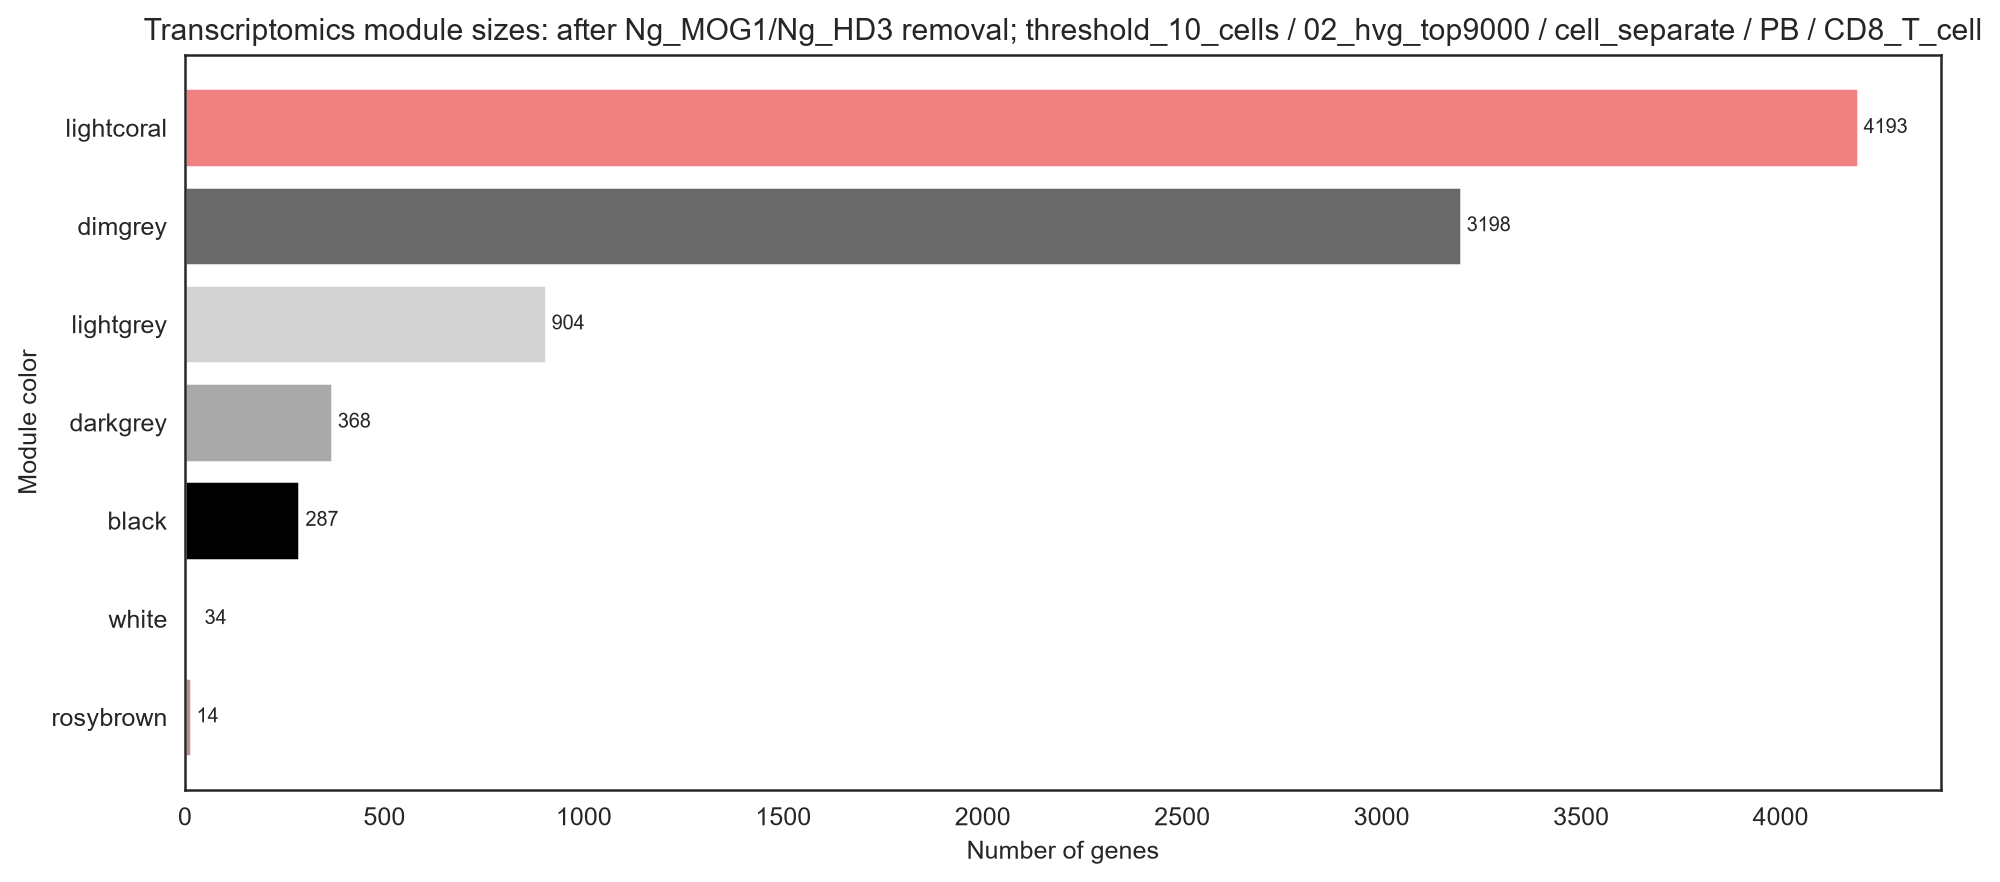 Transcriptomics module sizes: after Ng_MOG1/Ng_HD3 removal; threshold_10_cells / 02_hvg_top9000 / cell_separate / PB / CD8_T_cell
lightcoral
4193
dimgrey
3198
lightgrey
904
darkgrey
368
black
287
white
34
rosybrown
14
Module color
0 500 1000 1500 2000 2500 3000 3500 4000
Number of genes